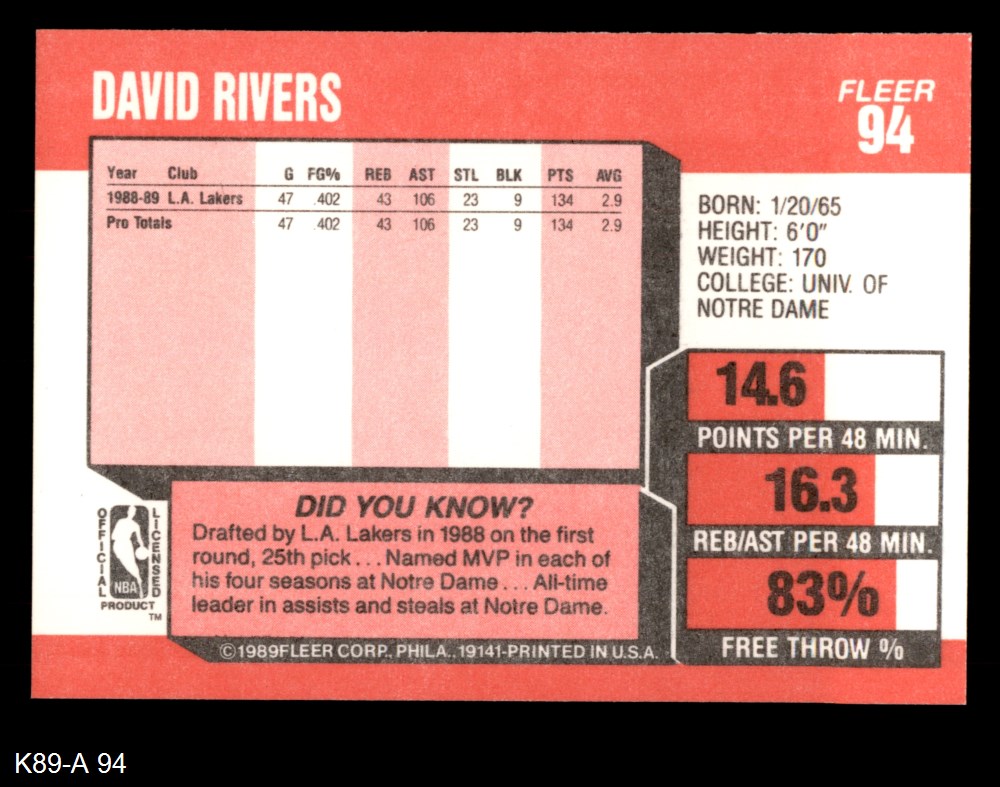 DAVID RIVERS
FLEER
94
Year Club G FG% REB AST STL BLK PTS AVG
1988-89 L.A. Lakers 47 .402 43 106 23 9 134 2.9
Pro Totals 47 .402 43 106 23 9 134 2.9
BORN: 1/20/65
HEIGHT: 6'0"
WEIGHT: 170
COLLEGE: UNIV. OF
NOTRE DAME
14.6
POINTS PER 48 MIN.
16.3
REB/AST PER 48 MIN.
83%
FREE THROW %
OFFICIAL
LICENSED
NBA
PRODUCT
TM
DID YOU KNOW?
Drafted by L.A. Lakers in 1988 on the first
round, 25th pick... Named MVP in each of
his four seasons at Notre Dame... All-time
leader in assists and steals at Notre Dame.
©1989FLEER CORP., PHILA., 19141-PRINTED IN U.S.A.
K89-A 94